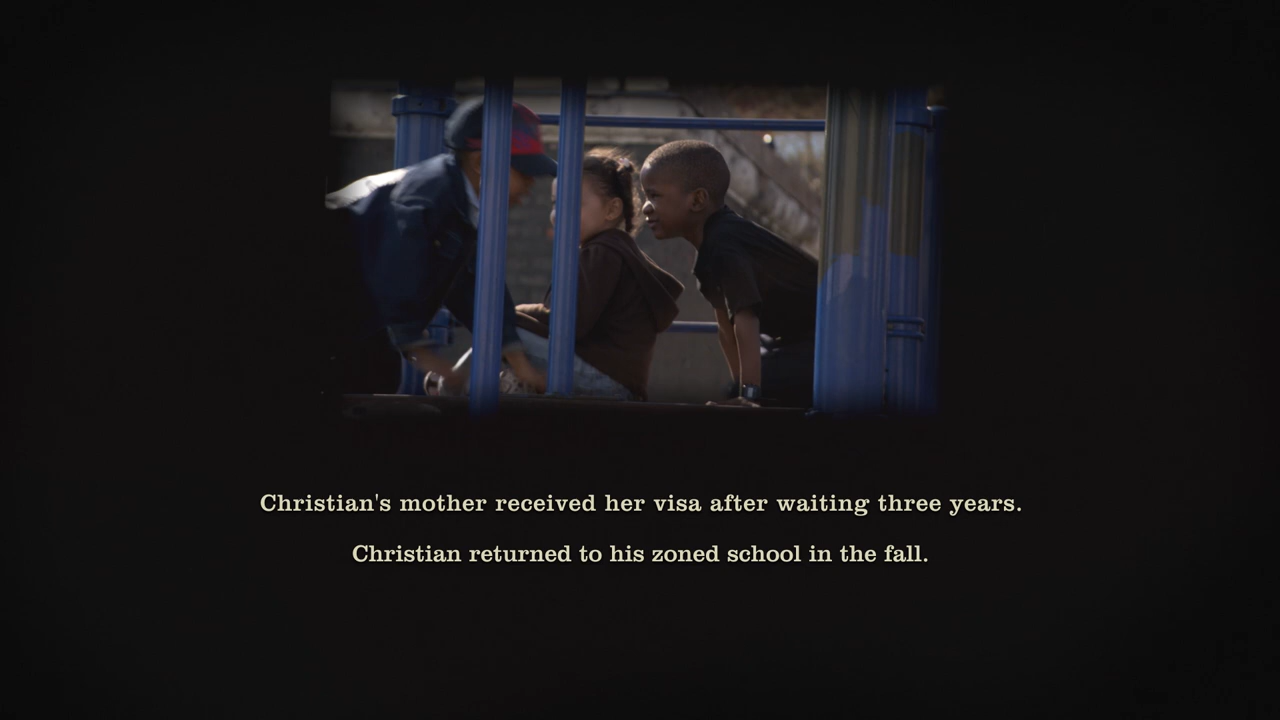 Christian's mother received her visa after waiting three years.
Christian returned to his zoned school in the fall.